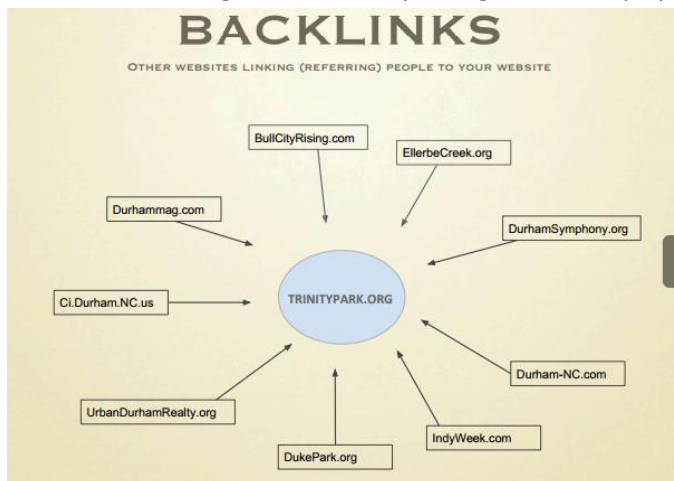 BACKLINKS
OTHER WEBSITES LINKING (REFERRING) PEOPLE TO YOUR WEBSITE
BullCityRising.com
EllerbeCreek.org
Durhammag.com
DurhamSymphony.org
TRINITYPARK.ORG
Ci.Durham.NC.us
Durham-NC.com
UrbanDurhamRealty.org
IndyWeek.com
DukePark.org